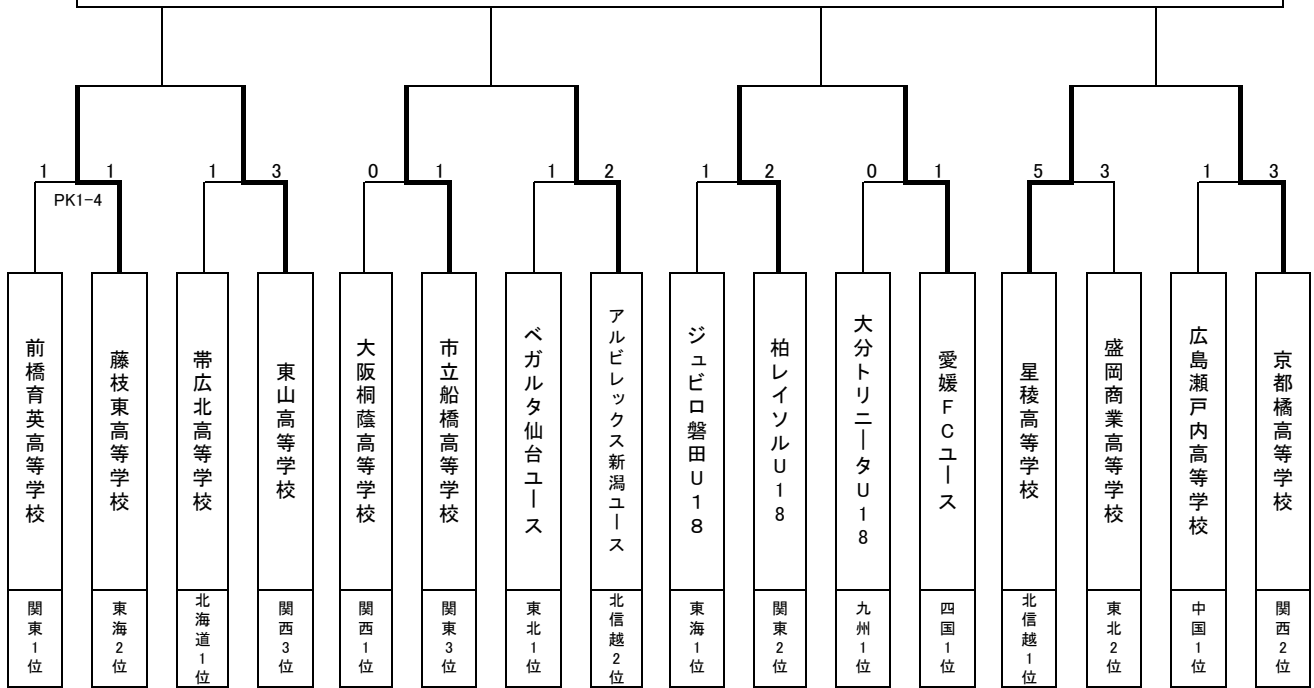 1 1 1 3 0 1 1 2 1 2 0 1 5 3 1 3
PK1-4
前橋育英高等学校
藤枝東高等学校
帯広北高等学校
東山高等学校
大阪桐蔭高等学校
市立船橋高等学校
ベガルタ仙台ユース
アルビレックス新潟ユース
ジュビロ磐田U18
柏レイソルU18
大分トリニータU18
愛媛FCユース
星稜高等学校
盛岡商業高等学校
広島瀬戸内高等学校
京都橘高等学校
関東1位
東海2位
北海道1位
関西3位
関西1位
関東3位
東北1位
北信越2位
東海1位
関東2位
九州1位
四国1位
北信越1位
東北2位
中国1位
関西2位